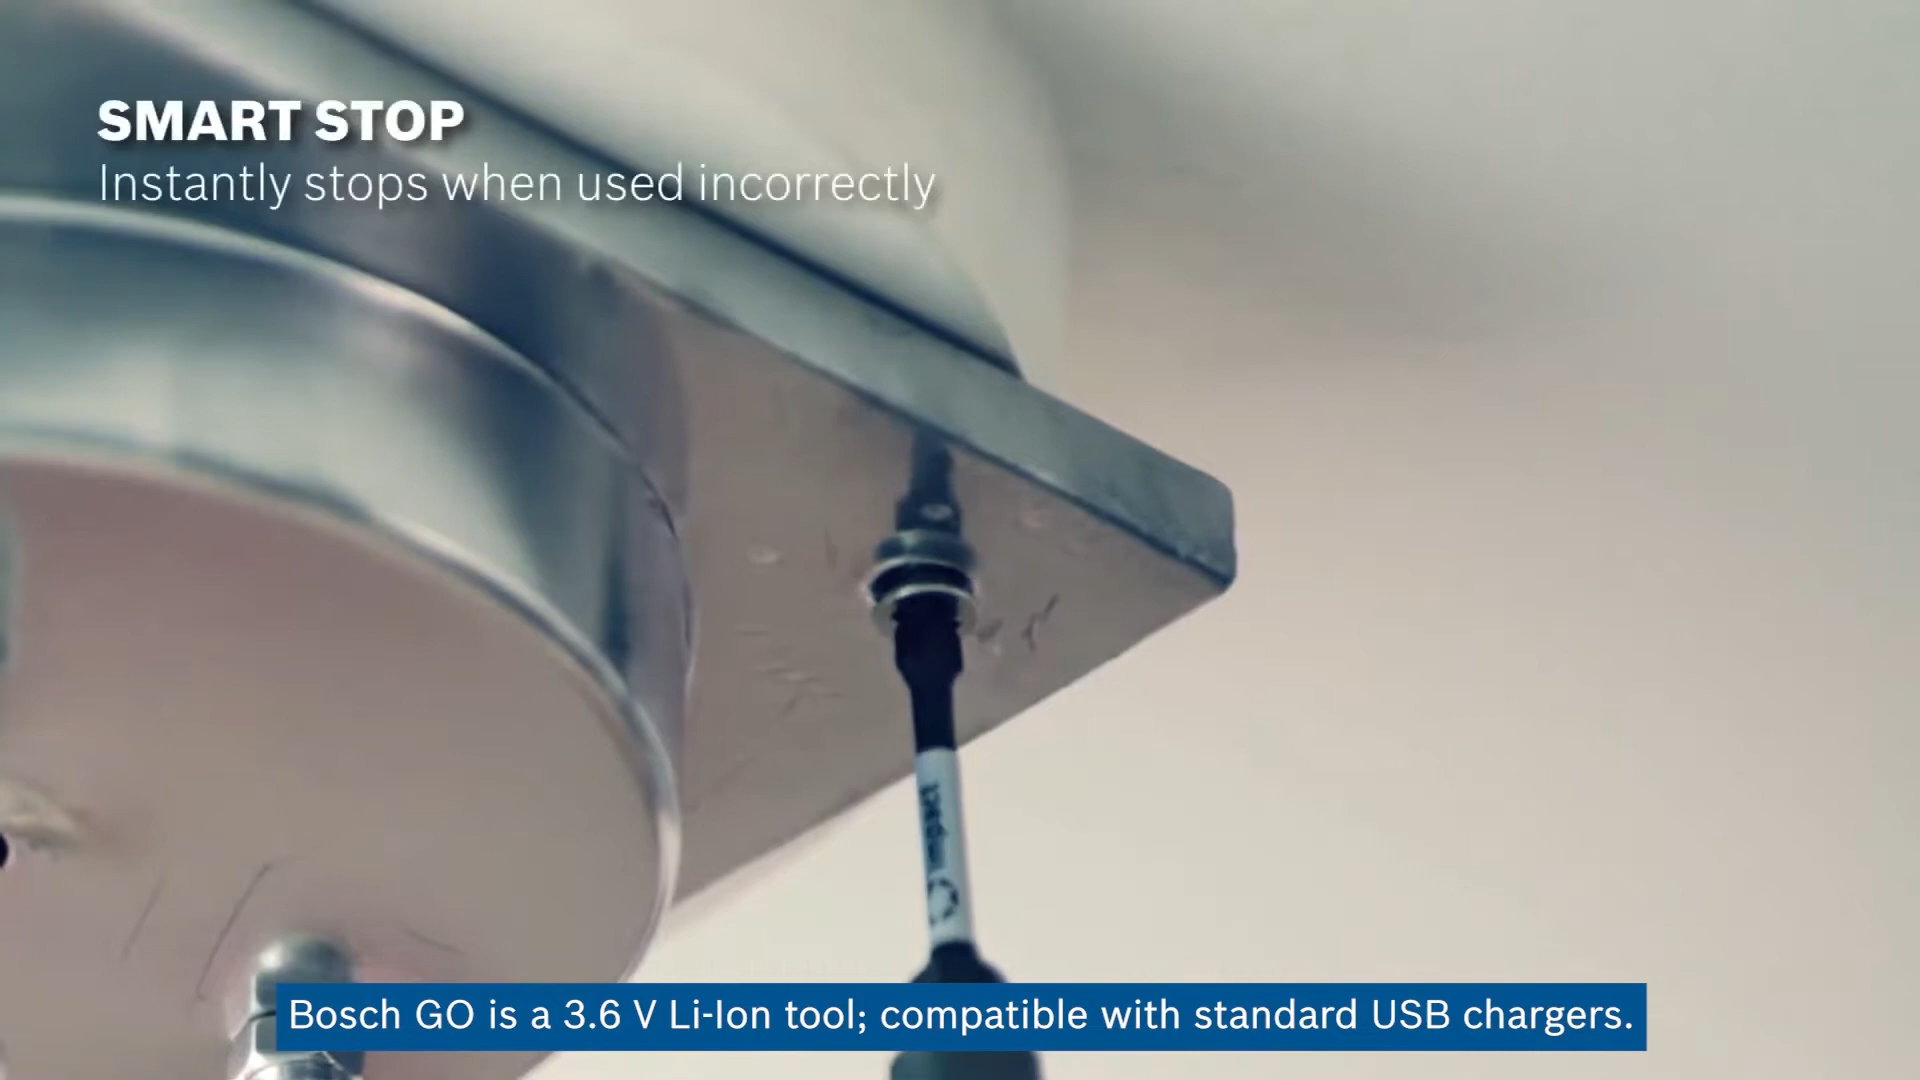 SMART STOP
Instantly stops when used incorrectly
impact
Bosch GO is a 3.6 V Li-Ion tool; compatible with standard USB chargers.